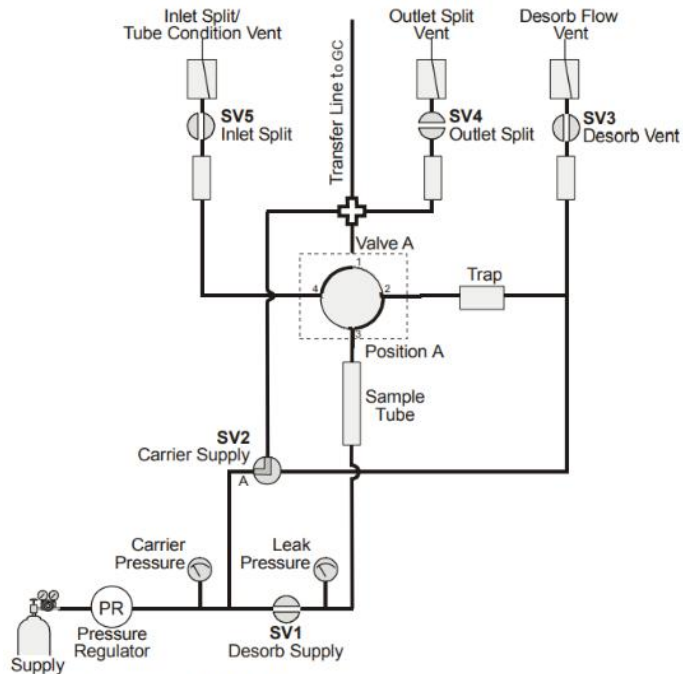 Inlet Split/
Tube Condition Vent
Outlet Split
Vent
Desorb Flow
Vent
Transfer Line to GC
SV5
Inlet Split
SV4
Outlet Split
SV3
Desorb Vent
Valve A
1
4
2
3
Trap
Position A
Sample
Tube
SV2
Carrier Supply
A
Carrier
Pressure
Leak
Pressure
PR
Pressure
Regulator
SV1
Desorb Supply
Supply